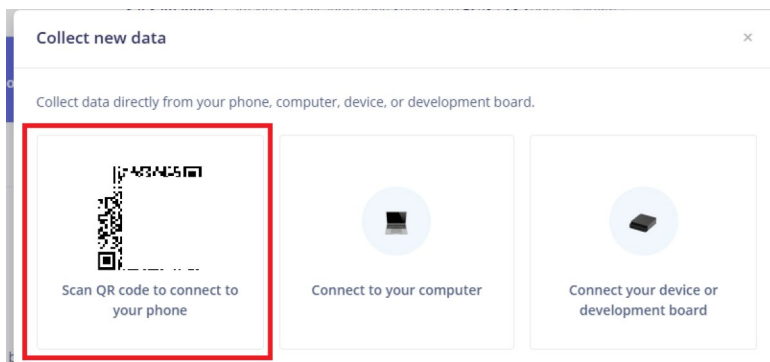 Collect new data
×
Collect data directly from your phone, computer, device, or development board.
Scan QR code to connect to
your phone
Connect to your computer
Connect your device or
development board